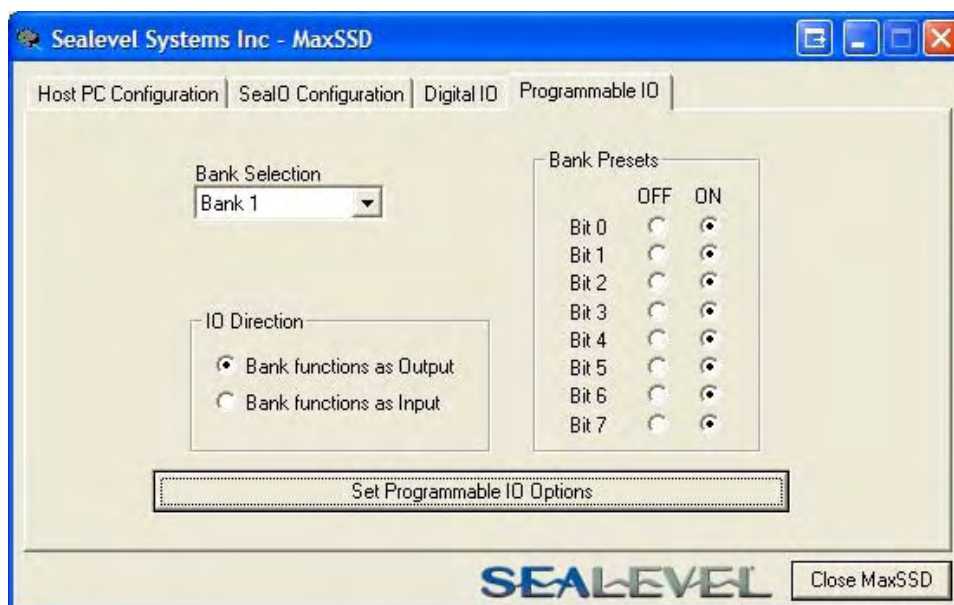 Sealevel Systems Inc - MaxSSD
Host PC Configuration
SeaIO Configuration
Digital IO
Programmable IO
Bank Selection
Bank 1
IO Direction
Bank functions as Output
Bank functions as Input
Bank Presets
OFF ON
Bit 0
Bit 1
Bit 2
Bit 3
Bit 4
Bit 5
Bit 6
Bit 7
Set Programmable IO Options
SEALEVEL
Close MaxSSD